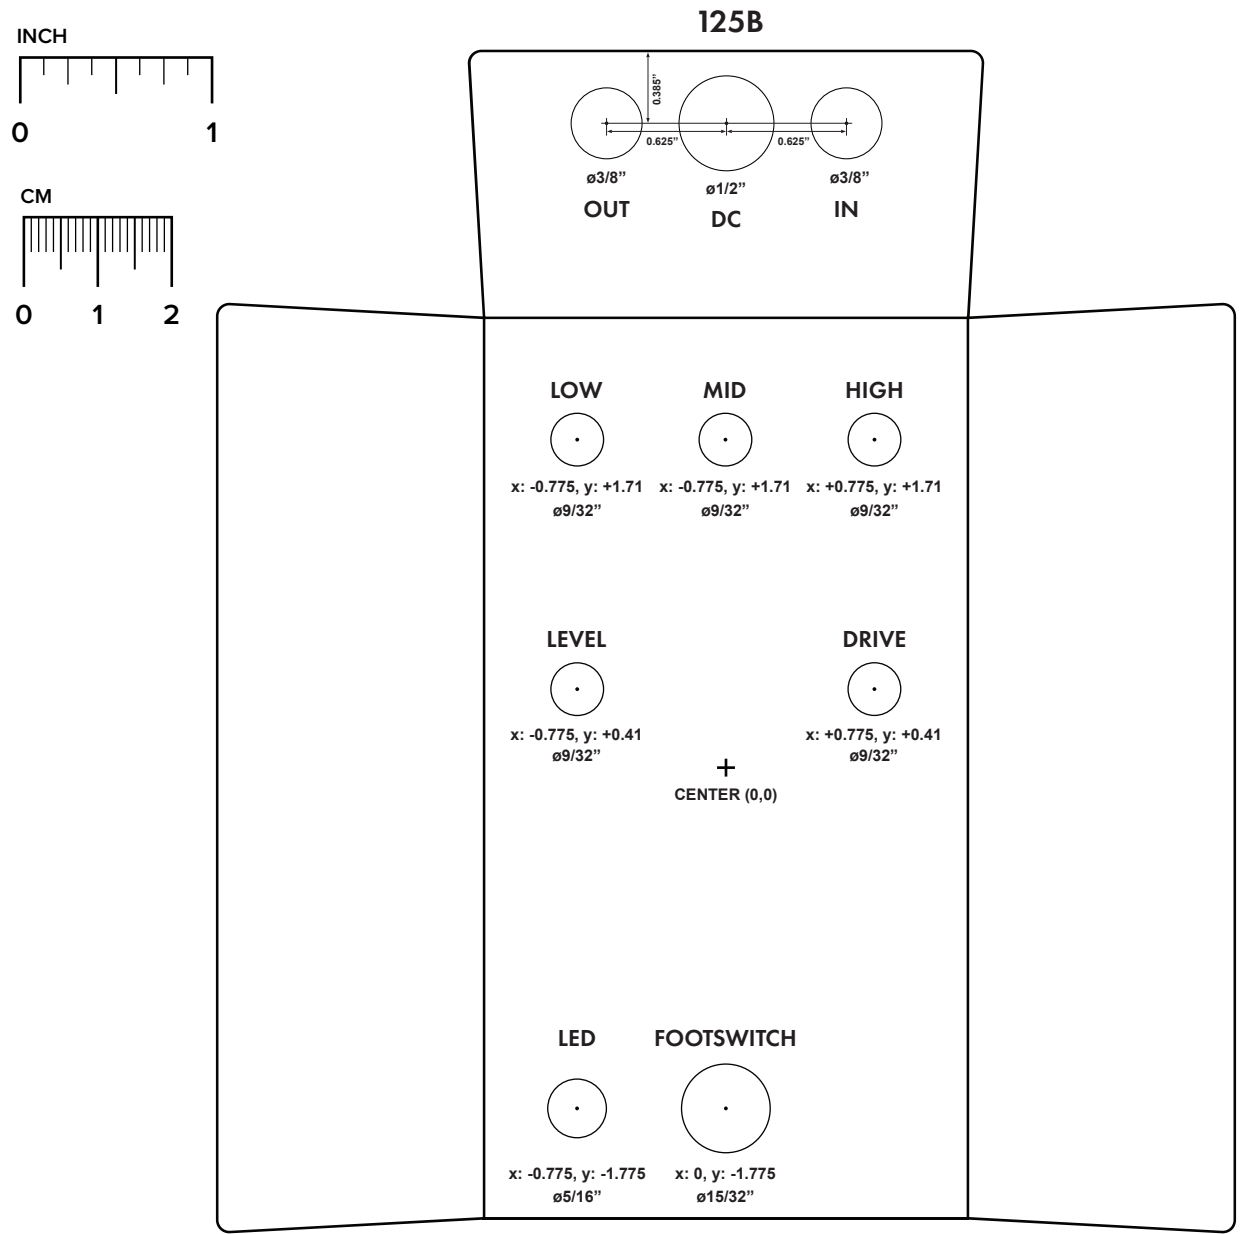 125B
INCH
0 1
CM
0 1 2
0.385”
0.625” 0.625”
ø3/8” ø1/2” ø3/8”
OUT DC IN
LOW MID HIGH
x: -0.775, y: +1.71 x: -0.775, y: +1.71 x: +0.775, y: +1.71
ø9/32” ø9/32” ø9/32”
LEVEL DRIVE
x: -0.775, y: +0.41 x: +0.775, y: +0.41
ø9/32” ø9/32”
CENTER (0,0)
LED FOOTSWITCH
x: -0.775, y: -1.775 x: 0, y: -1.775
ø5/16” ø15/32”